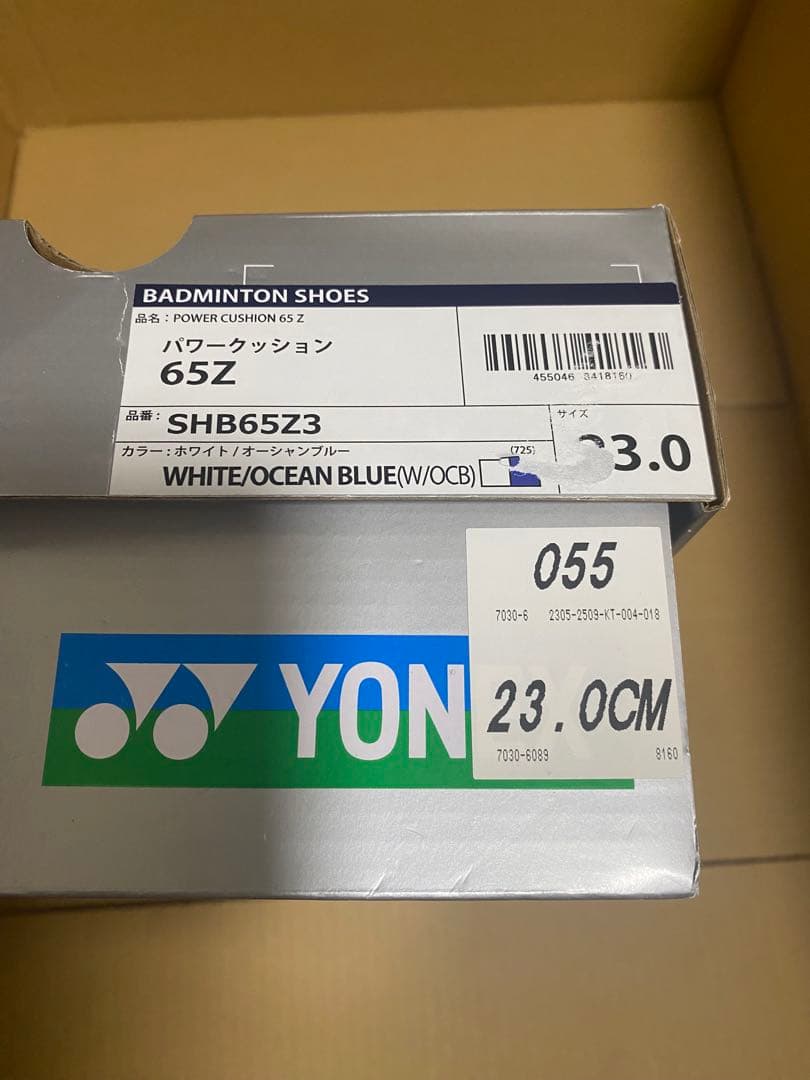 BADMINTON SHOES
品名：POWER CUSHION 65 Z
パワークッション
65Z
品番：
SHB65Z3
サイズ
カラー：ホワイト / オーシャンブルー
(725)
WHITE/OCEAN BLUE(W/OCB)
3.0
055
7030-6 2305-2509-KT-004-018
YON
23.0CM
7030-6089 8160